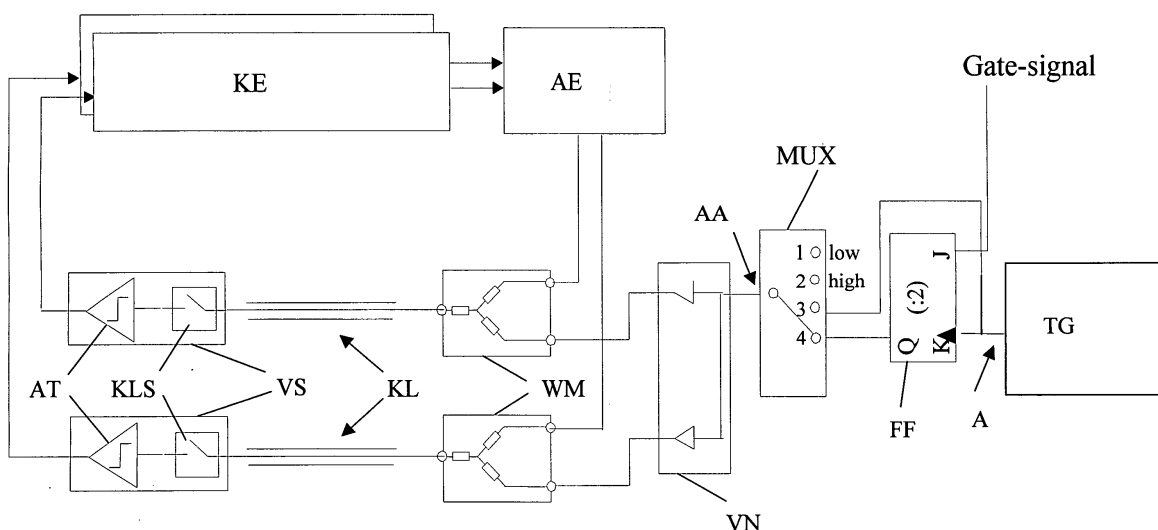 KE
AE
Gate-signal
MUX
AA
1 low
2 high
3
4
J
(:2)
Q
K
TG
AT
KLS
VS
KL
WM
FF
A
VN